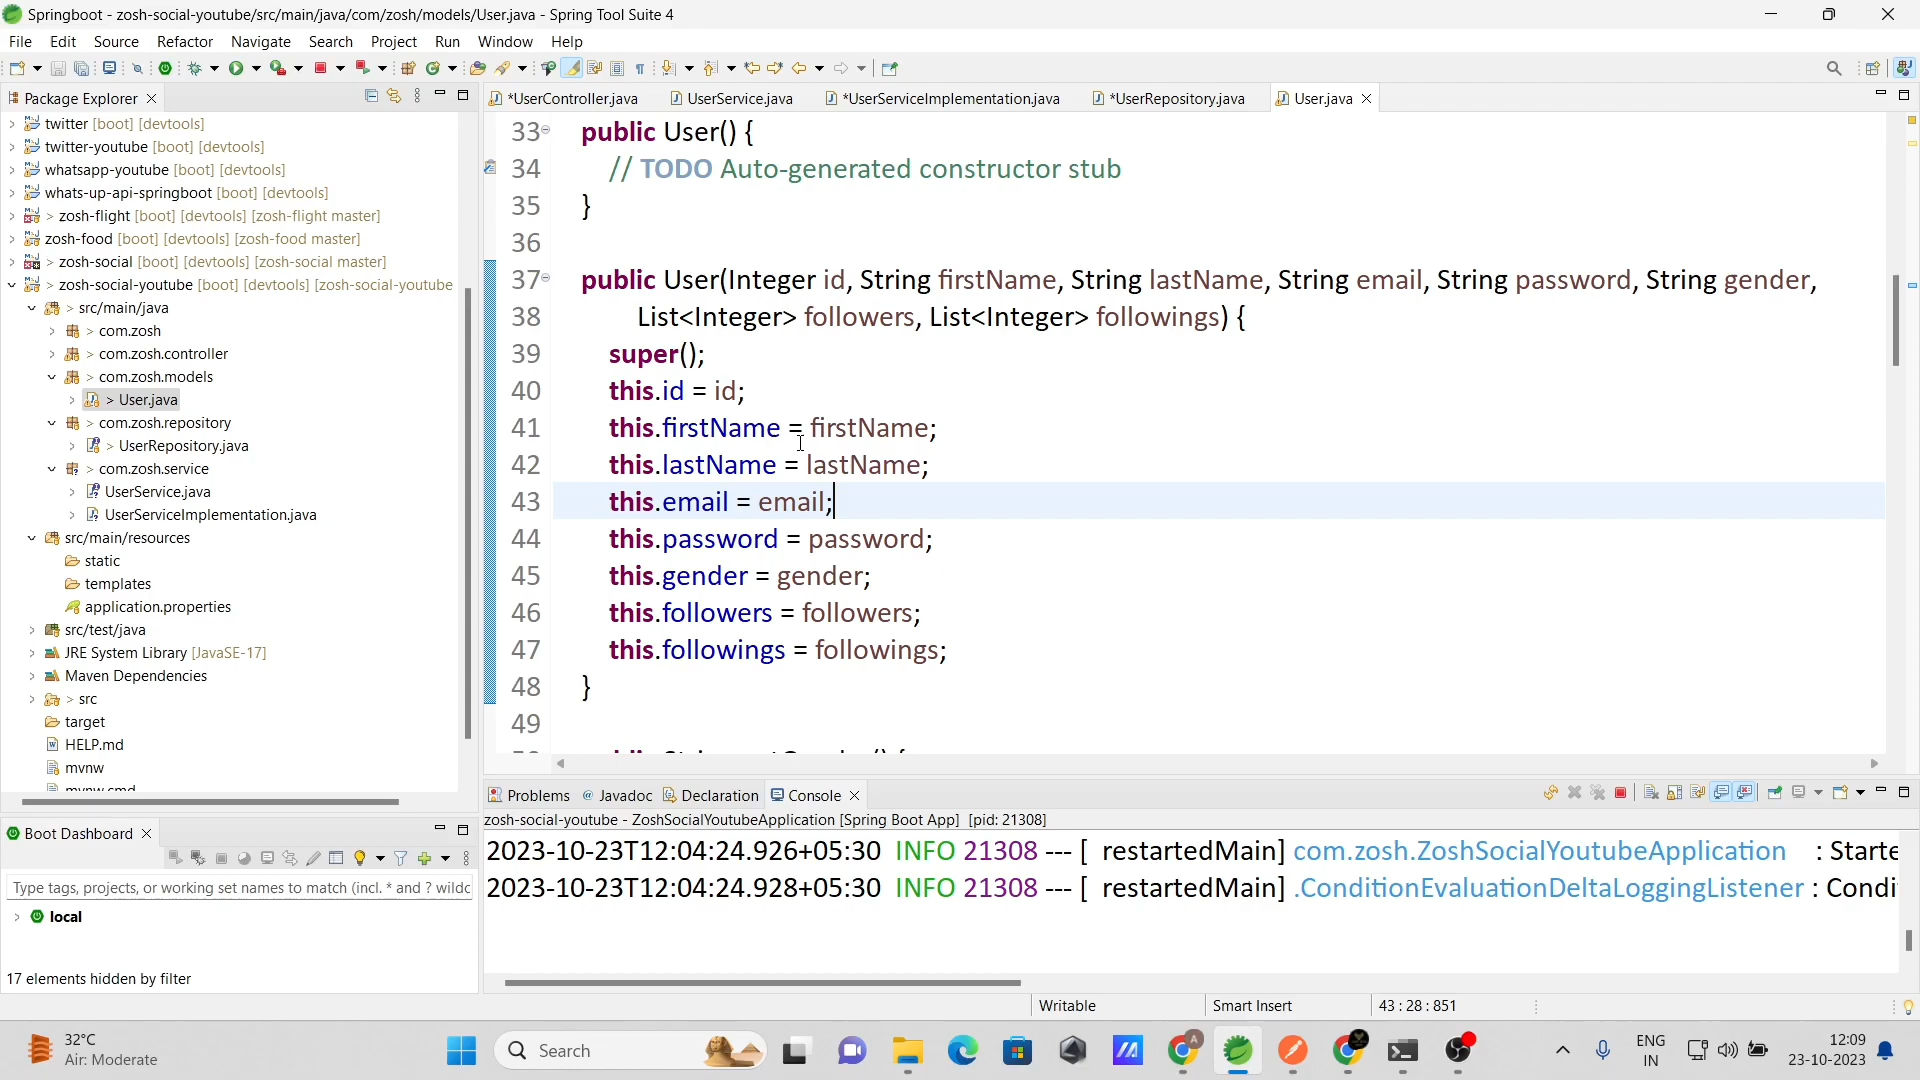 Springboot - zosh-social-youtube/src/main/java/com/zosh/models/User.java - Spring Tool Suite 4
File Edit Source Refactor Navigate Search Project Run Window Help
Package Explorer
twitter [boot] [devtools]
twitter-youtube [boot] [devtools]
whatsapp-youtube [boot] [devtools]
whats-up-api-springboot [boot] [devtools]
> zosh-flight [boot] [devtools] [zosh-flight master]
zosh-food [boot] [devtools] [zosh-food master]
> zosh-social [boot] [devtools] [zosh-social master]
> zosh-social-youtube [boot] [devtools] [zosh-social-youtube
> src/main/java
> com.zosh
> com.zosh.controller
> com.zosh.models
> User.java
> com.zosh.repository
> UserRepository.java
> com.zosh.service
UserService.java
UserServiceImplementation.java
src/main/resources
static
templates
application.properties
src/test/java
JRE System Library [JavaSE-17]
Maven Dependencies
> src
target
HELP.md
mvnw
mvnw.cmd
*UserController.java UserService.java *UserServiceImplementation.java *UserRepository.java User.java
33 public User() {
34 // TODO Auto-generated constructor stub
35 }
36
37 public User(Integer id, String firstName, String lastName, String email, String password, String gender,
38 List<Integer> followers, List<Integer> followings) {
39 super();
40 this.id = id;
41 this.firstName = firstName;
42 this.lastName = lastName;
43 this.email = email;
44 this.password = password;
45 this.gender = gender;
46 this.followers = followers;
47 this.followings = followings;
48 }
49
Problems @ Javadoc Declaration Console
zosh-social-youtube - ZoshSocialYoutubeApplication [Spring Boot App] [pid: 21308]
2023-10-23T12:04:24.926+05:30 INFO 21308 --- [ restartedMain] com.zosh.ZoshSocialYoutubeApplication : Starte
2023-10-23T12:04:24.928+05:30 INFO 21308 --- [ restartedMain] .ConditionEvaluationDeltaLoggingListener : Condi
Boot Dashboard
Type tags, projects, or working set names to match (incl. * and ? wildc
local
17 elements hidden by filter
Writable Smart Insert 43 : 28 : 851
32°C
Air: Moderate
Search
ENG
IN
12:09
23-10-2023